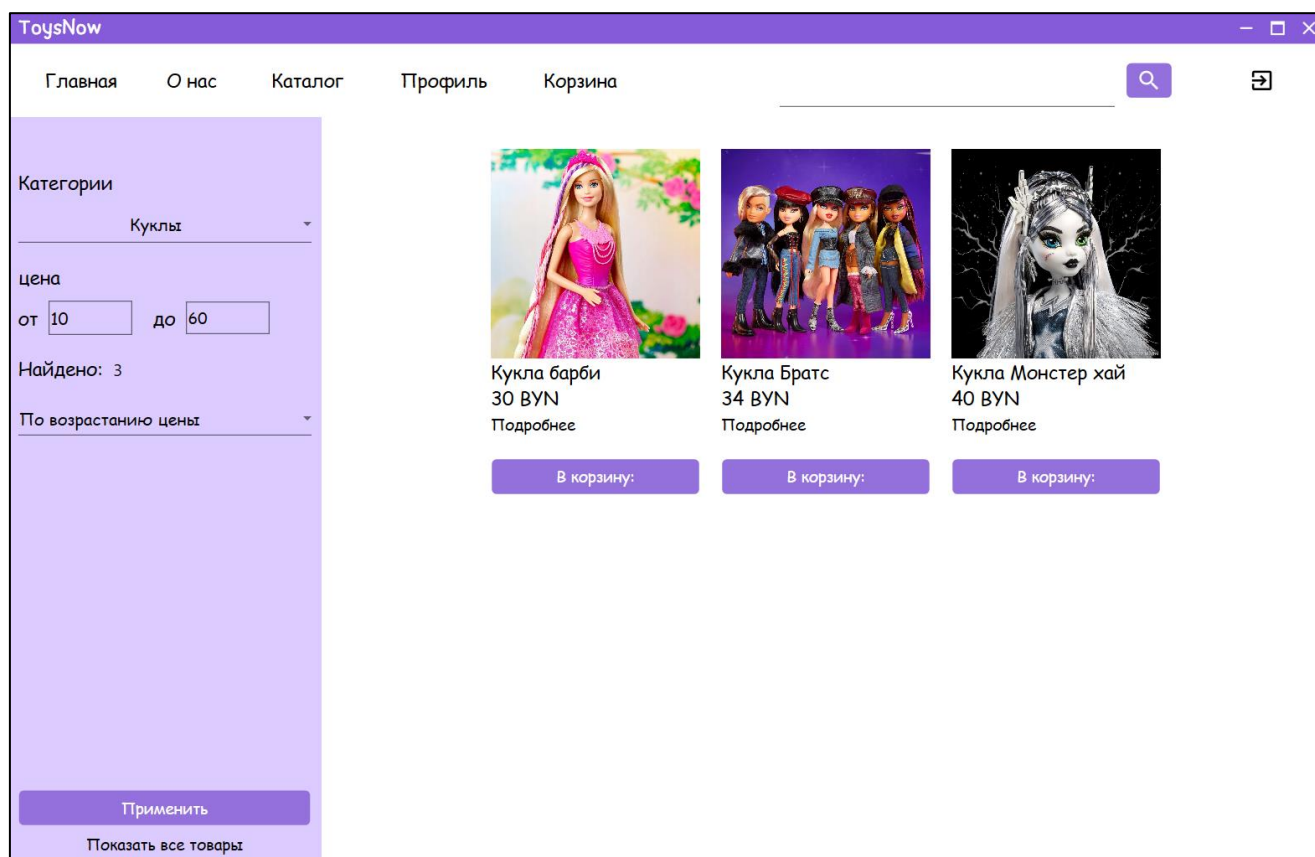 ToysNow
Главная О нас Каталог Профиль Корзина
Категории
Куклы
цена
от 10 до 60
Найдено: 3
По возрастанию цены
Применить
Показать все товары
Кукла барби
30 BYN
Подробнее
В корзину:
Кукла Братс
34 BYN
Подробнее
В корзину:
Кукла Монстер хай
40 BYN
Подробнее
В корзину: